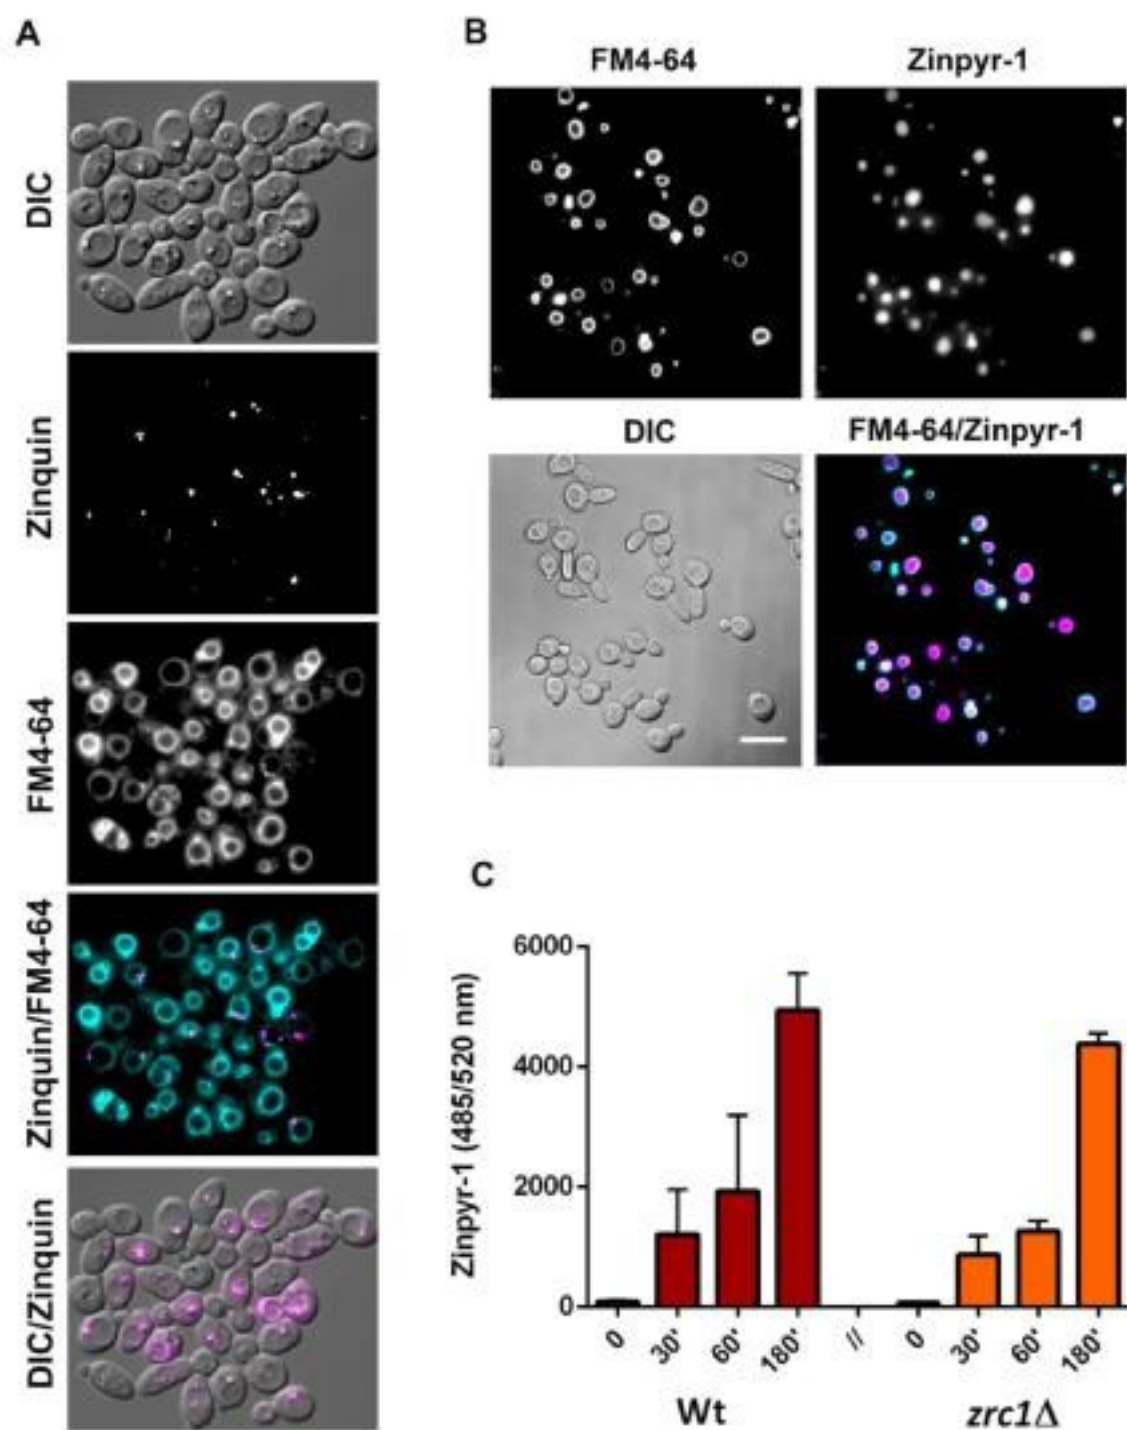 A
DIC
Zinquin
FM4-64
Zinquin/FM4-64
DIC/Zinquin
B
FM4-64
Zinpyr-1
DIC
FM4-64/Zinpyr-1
C
Zinpyr-1 (485/520 nm)
6000
4000
2000
0
0
30'
60'
180'
//
0
30'
60'
180'
Wt
zrc1Δ